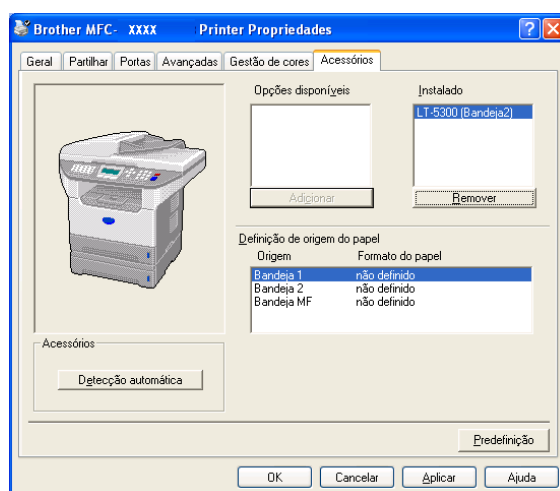 Brother MFC- XXXX Printer Propriedades
Geral Partilhar Portas Avançadas Gestão de cores Acessórios
Opções disponíveis Instalado
LT-5300 (Bandeja2)
Adicionar Remover
Definição de origem do papel
Origem Formato do papel
Bandeja 1 não definido
Bandeja 2 não definido
Bandeja MF não definido
Acessórios
Detecção automática
Predefinição
OK Cancelar Aplicar Ajuda